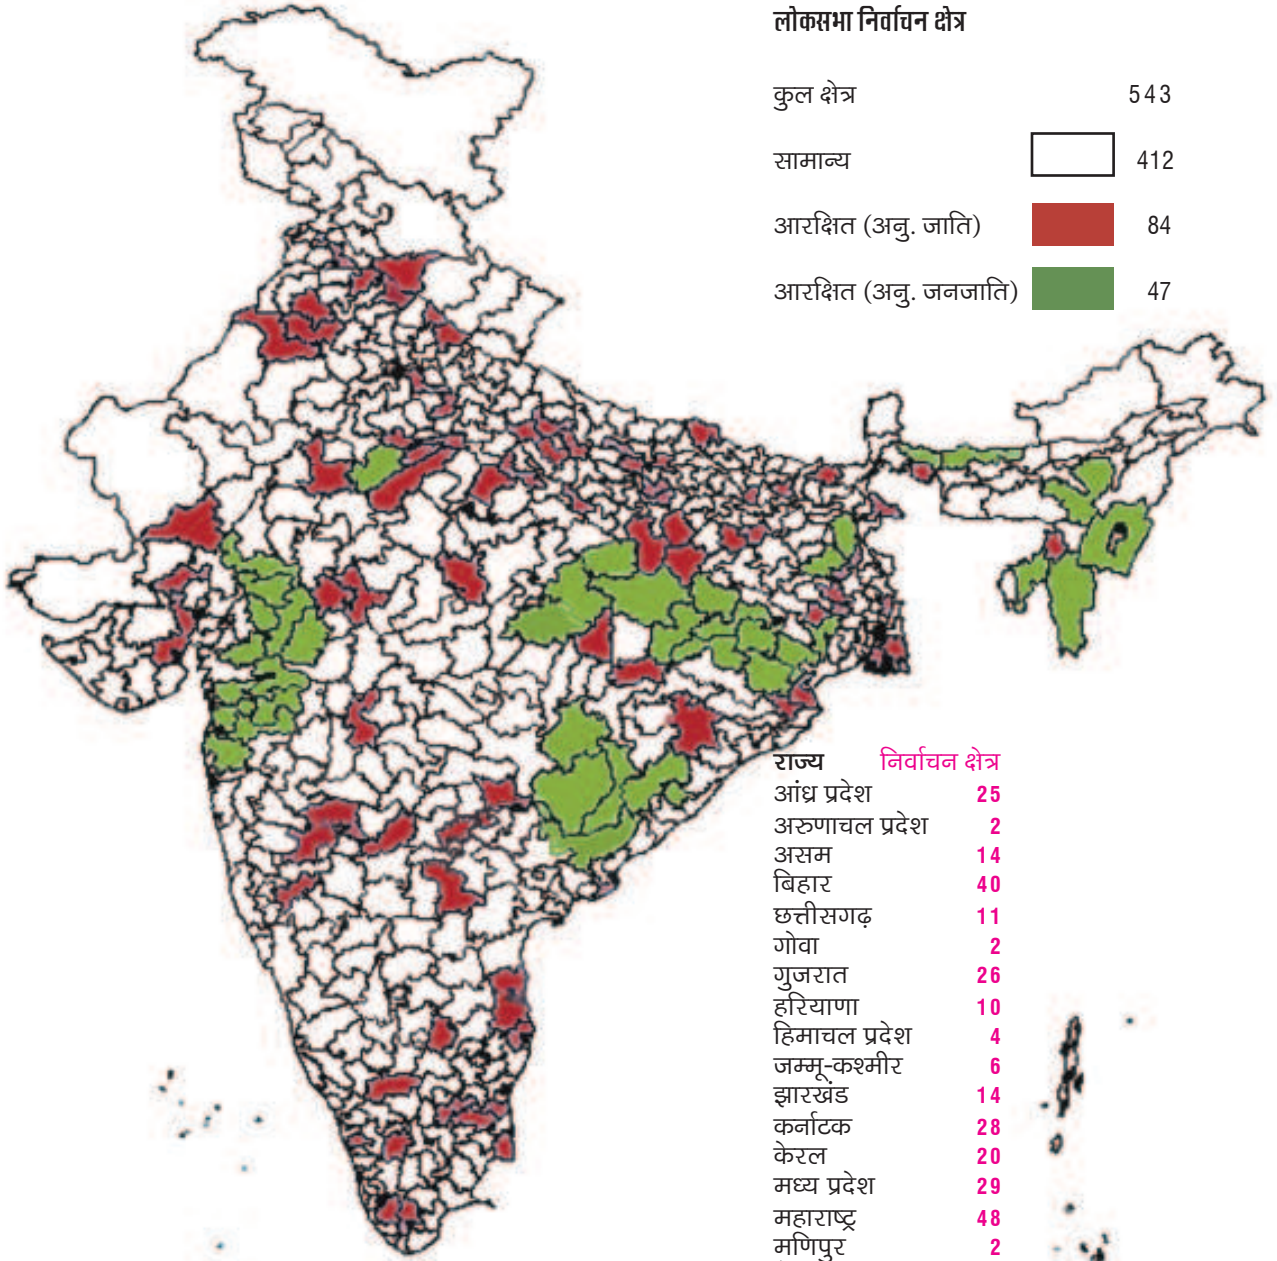 लोकसभा निर्वाचन क्षेत्र
कुल क्षेत्र 543
सामान्य 412
आरक्षित (अनु. जाति) 84
आरक्षित (अनु. जनजाति) 47
राज्य निर्वाचन क्षेत्र
आंध्र प्रदेश 25
अरुणाचल प्रदेश 2
असम 14
बिहार 40
छत्तीसगढ़ 11
गोवा 2
गुजरात 26
हरियाणा 10
हिमाचल प्रदेश 4
जम्मू-कश्मीर 6
झारखंड 14
कर्नाटक 28
केरल 20
मध्य प्रदेश 29
महाराष्ट्र 48
मणिपुर 2